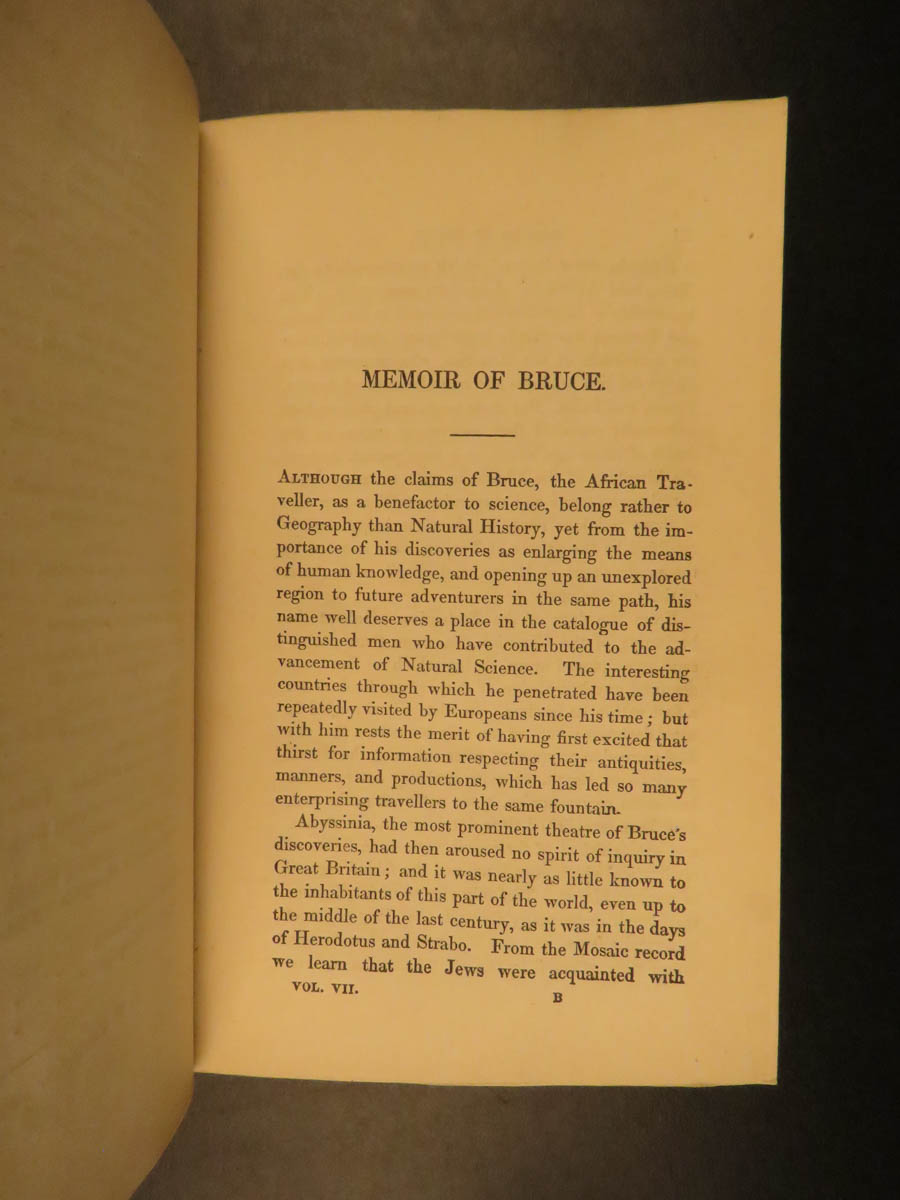 MEMOIR OF BRUCE.
ALTHOUGH the claims of Bruce, the African Tra-
veller, as a benefactor to science, belong rather to
Geography than Natural History, yet from the im-
portance of his discoveries as enlarging the means
of human knowledge, and opening up an unexplored
region to future adventurers in the same path, his
name well deserves a place in the catalogue of dis-
tinguished men who have contributed to the ad-
vancement of Natural Science. The interesting
countries through which he penetrated have been
repeatedly visited by Europeans since his time; but
with him rests the merit of having first excited that
thirst for information respecting their antiquities,
manners, and productions, which has led so many
enterprising travellers to the same fountain.
Abyssinia, the most prominent theatre of Bruce's
discoveries, had then aroused no spirit of inquiry in
Great Britain; and it was nearly as little known to
the inhabitants of this part of the world, even up to
the middle of the last century, as it was in the days
of Herodotus and Strabo. From the Mosaic record
we learn that the Jews were acquainted with
VOL. VII.
B